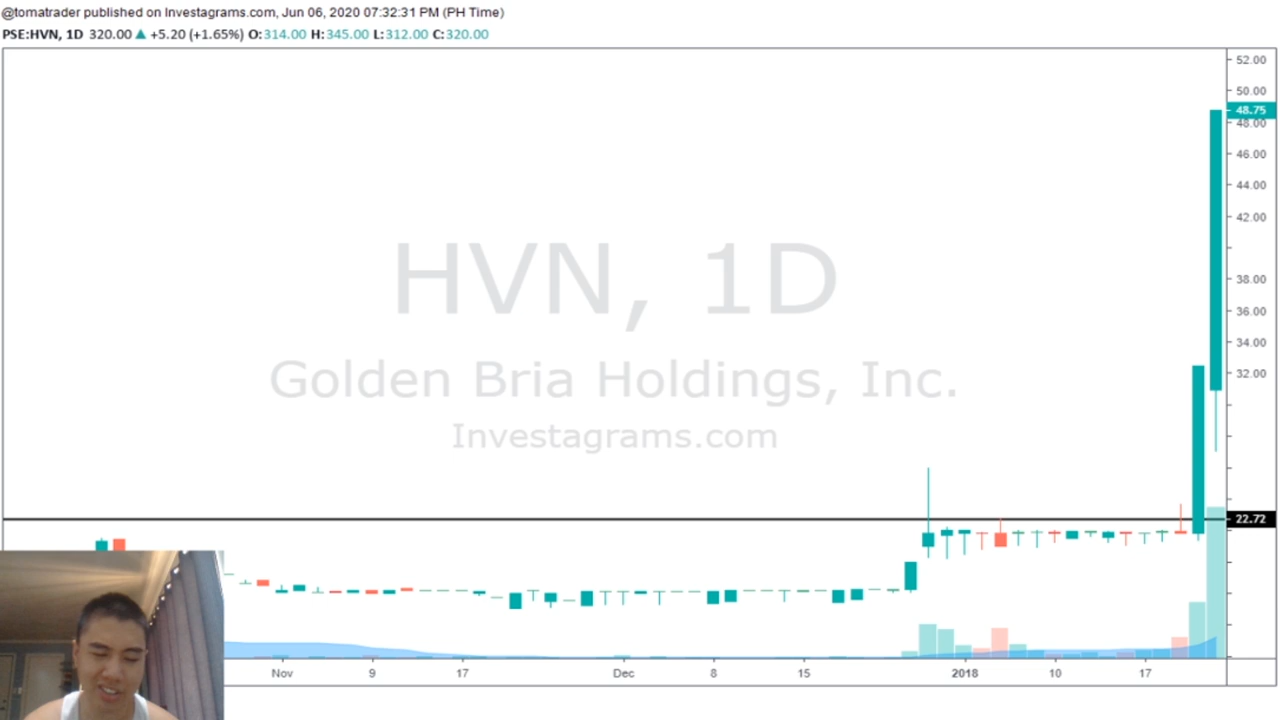 @tomatrader published on Investagrams.com, Jun 06, 2020 07:32:31 PM (PH Time)
PSE:HVN, 1D 320.00 ▲ +5.20 (+1.65%) O:314.00 H:345.00 L:312.00 C:320.00
52.00
50.00
48.75
48.00
46.00
44.00
42.00
HVN, 1D
38.00
36.00
34.00
Golden Bria Holdings, Inc.
32.00
Investagrams.com
22.72
Nov 9 17 Dec 8 15 2018 10 17